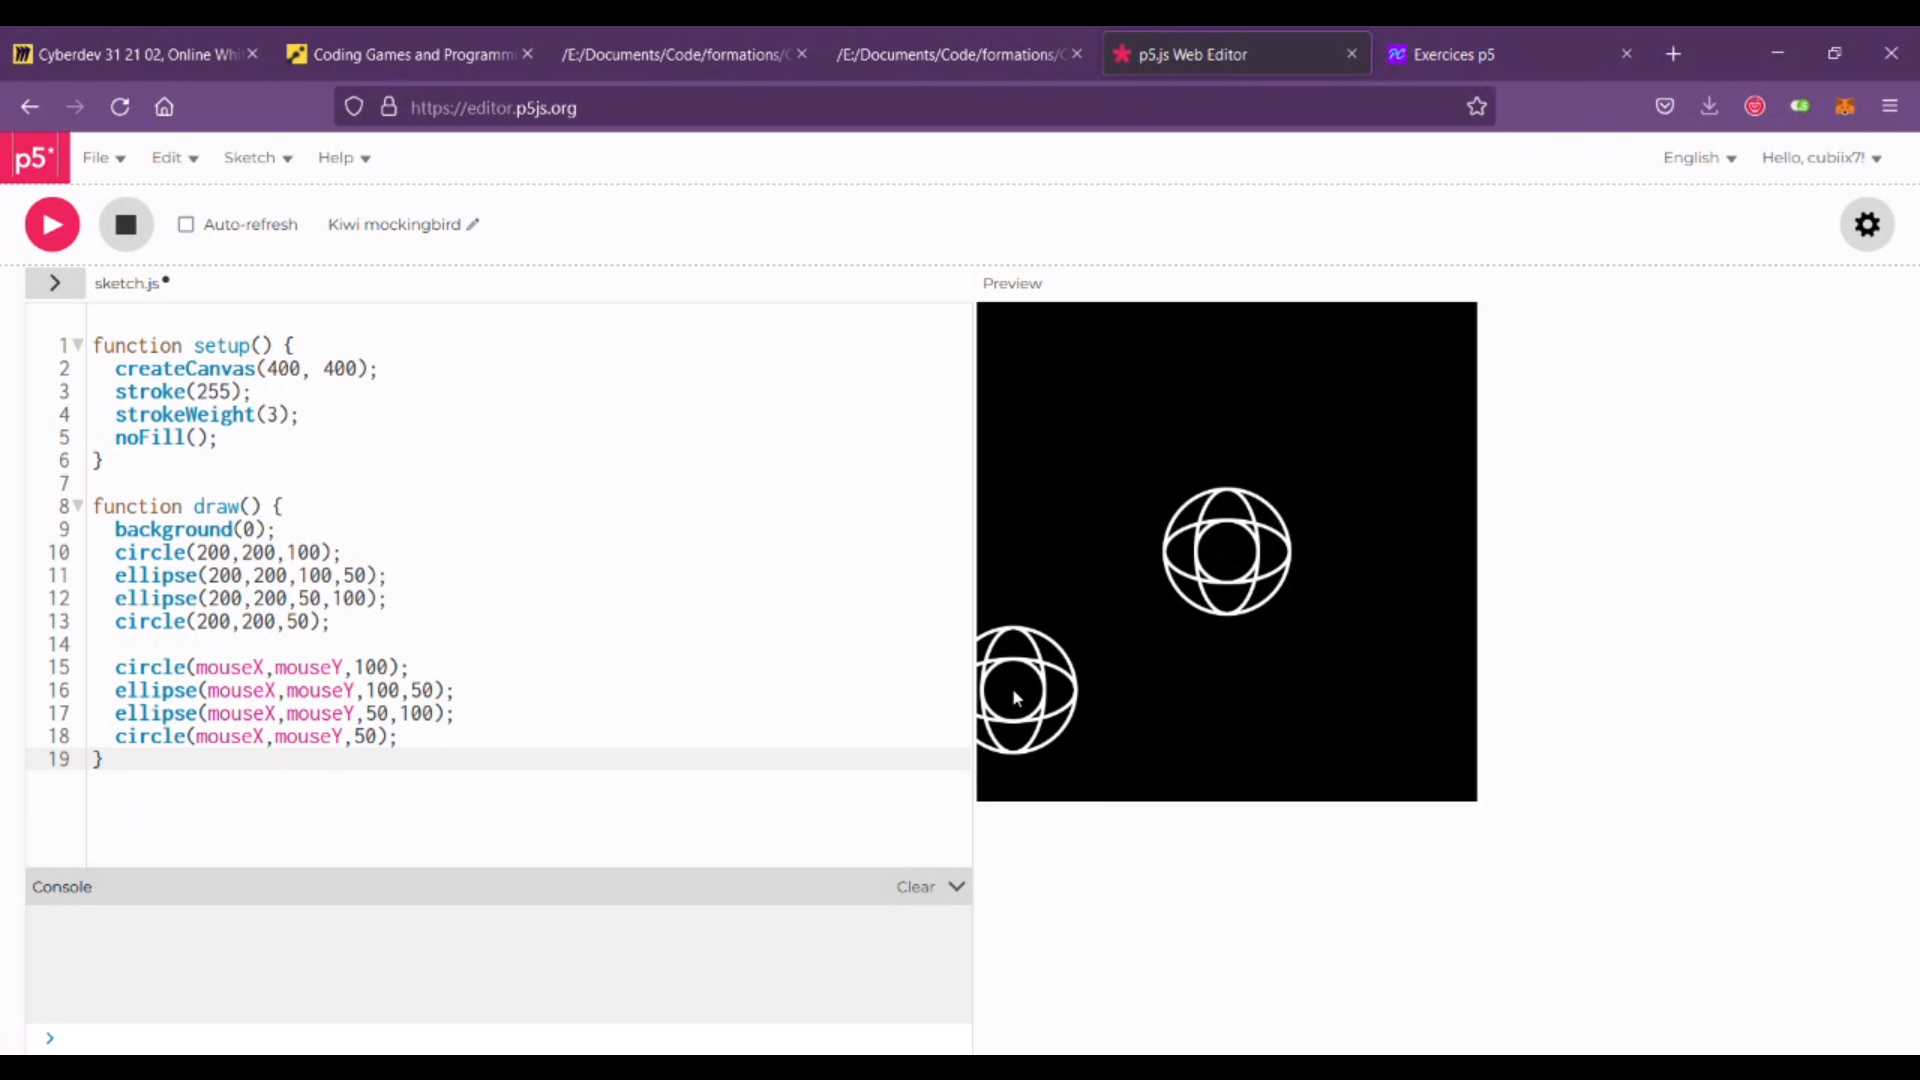 Cyberdev 31 21 02, Online Whi
Coding Games and Programmi
/E:/Documents/Code/formations/C
/E:/Documents/Code/formations/C
p5.js Web Editor
Exercices p5
https://editor.p5js.org
p5*
File
Edit
Sketch
Help
English
Hello, cubiix7!
Auto-refresh
Kiwi mockingbird
sketch.js
Preview
1 function setup() {
2 createCanvas(400, 400);
3 stroke(255);
4 strokeWeight(3);
5 noFill();
6 }
7
8 function draw() {
9 background(0);
10 circle(200,200,100);
11 ellipse(200,200,100,50);
12 ellipse(200,200,50,100);
13 circle(200,200,50);
14
15 circle(mouseX,mouseY,100);
16 ellipse(mouseX,mouseY,100,50);
17 ellipse(mouseX,mouseY,50,100);
18 circle(mouseX,mouseY,50);
19 }
Console
Clear